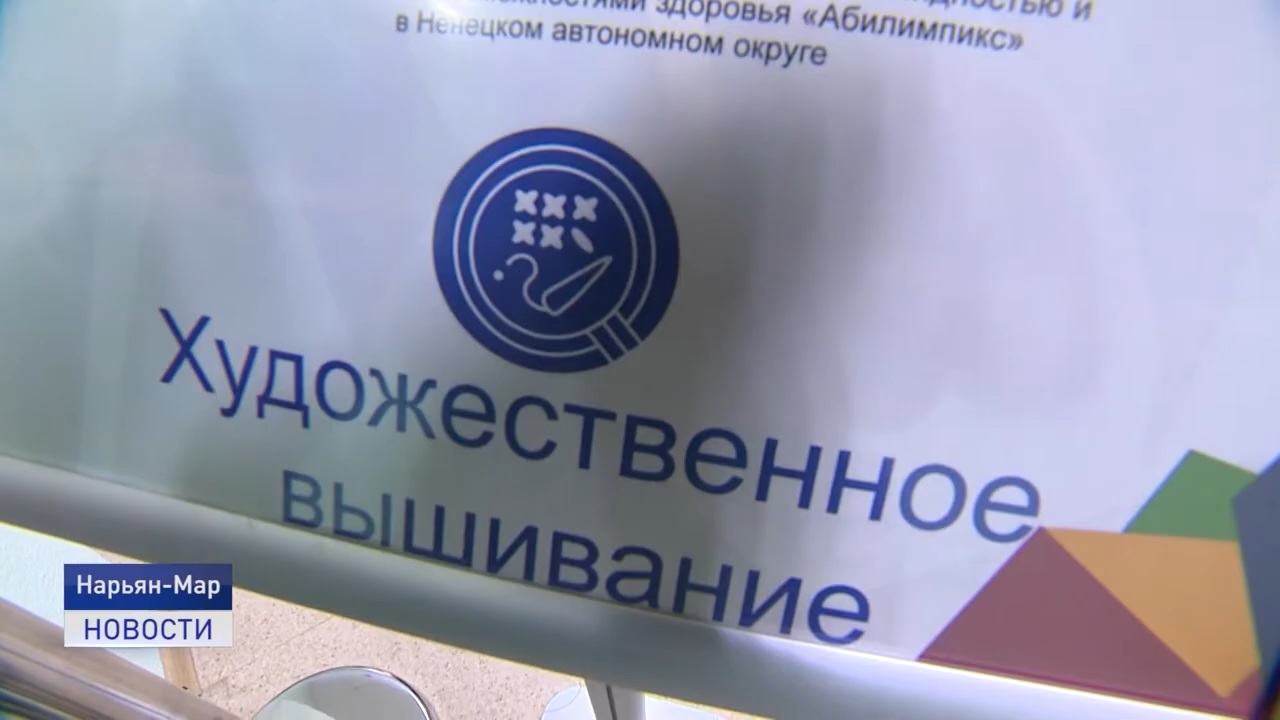 здоровья «Абилимпикс»
в Ненецком автономном округе
Художественное
вышивание
Нарьян-Мар
НОВОСТИ